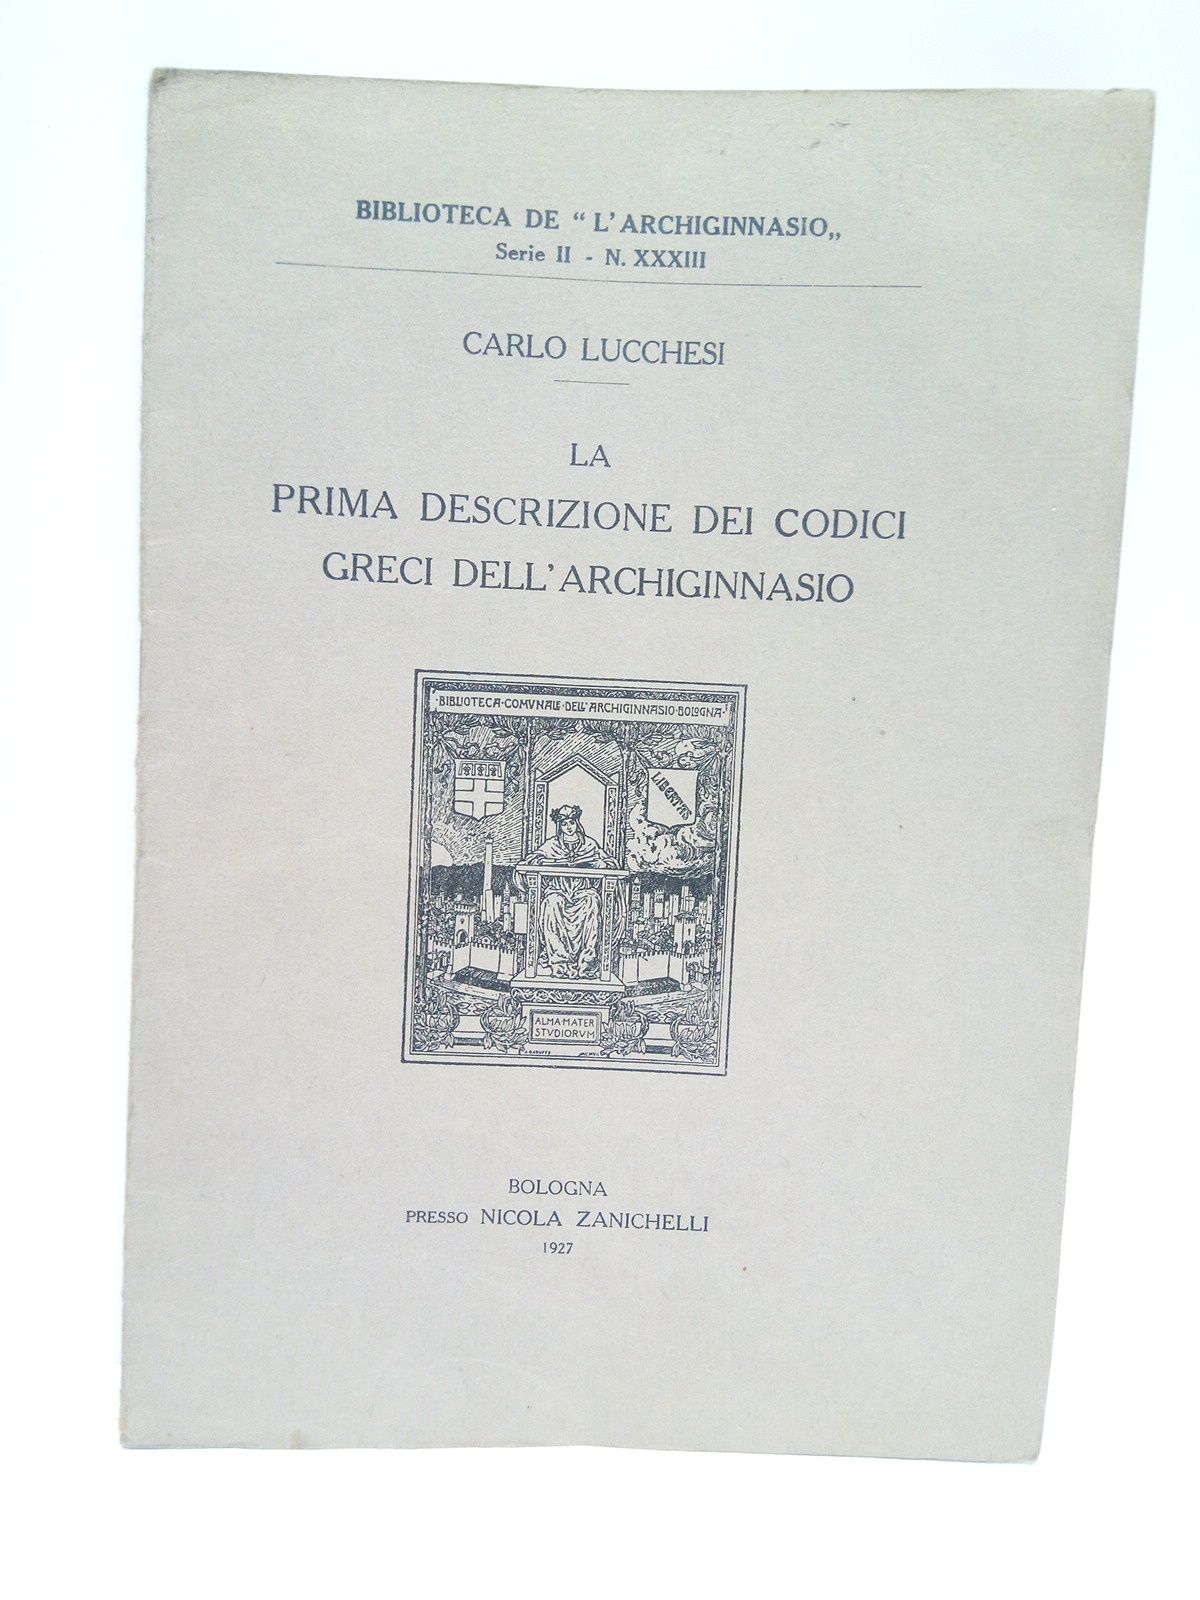 BIBLIOTECA DE “ L'ARCHIGINNASIO„
Serie II - N. XXXIII
CARLO LUCCHESI
LA
PRIMA DESCRIZIONE DEI CODICI
GRECI DELL'ARCHIGINNASIO
·BIBLIOTECA·COMVNALE·DELL'ARCHIGINNASIO·BOLOGNA·
LIBERTAS
ALMA MATER
STVDIORVM
BOLOGNA
PRESSO NICOLA ZANICHELLI
1927